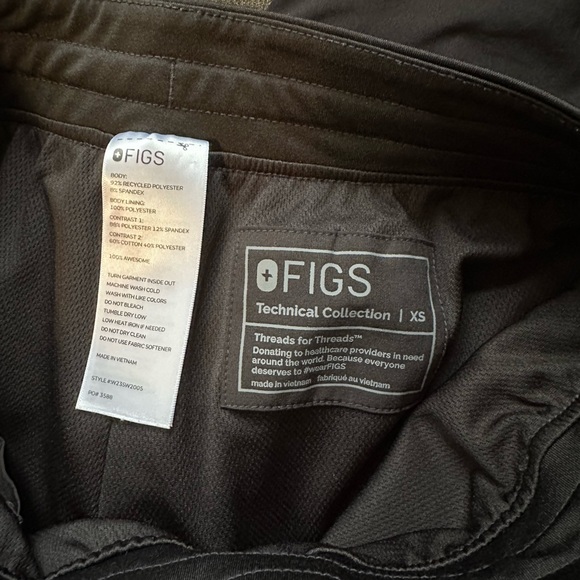 FIGS
BODY:
92% RECYCLED POLYESTER
8% SPANDEX
BODY LINING:
100% POLYESTER
CONTRAST 1:
88% POLYESTER 12% SPANDEX
CONTRAST 2:
60% COTTON 40% POLYESTER
100% AWESOME
TURN GARMENT INSIDE OUT
MACHINE WASH COLD
WASH WITH LIKE COLORS
DO NOT BLEACH
TUMBLE DRY LOW
LOW HEAT IRON IF NEEDED
DO NOT DRY CLEAN
DO NOT USE FABRIC SOFTENER
MADE IN VIETNAM
STYLE #W23SW2005
PO# 3588
FIGS
Technical Collection | XS
Threads for Threads™
Donating to healthcare providers in need
around the world. Because everyone
deserves to #wearFIGS
made in vietnam fabriqué au vietnam